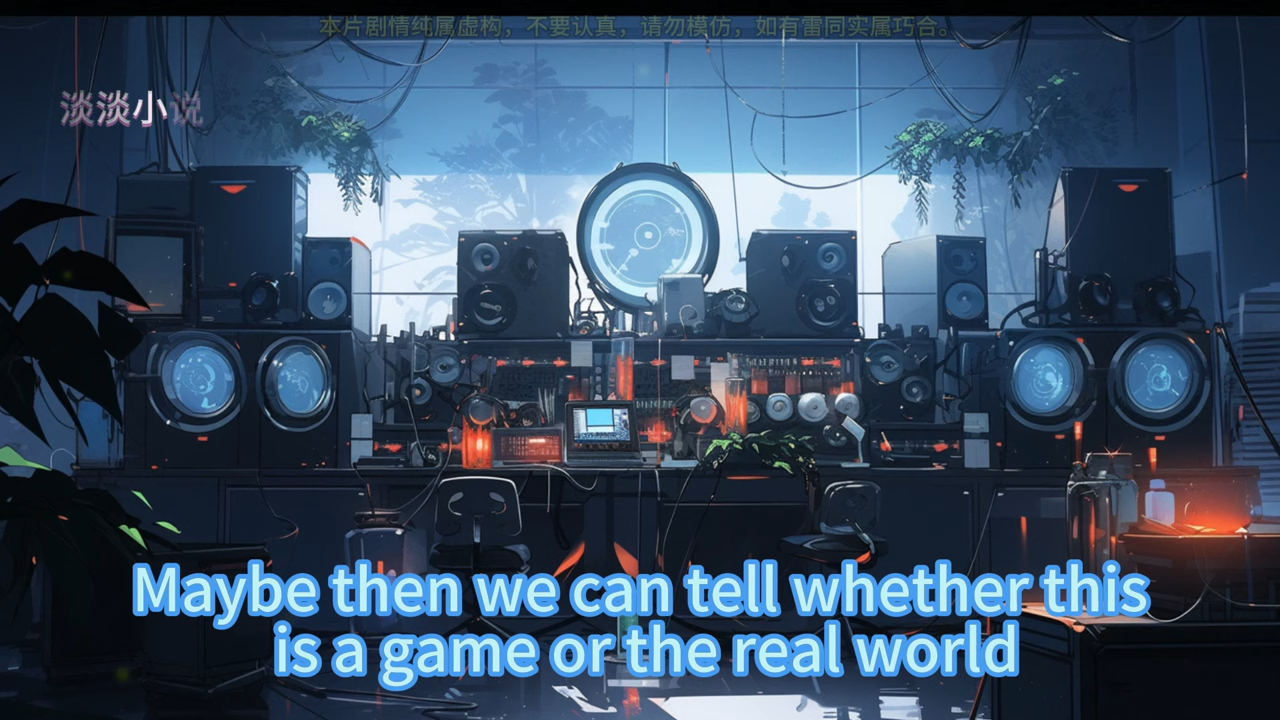 本片剧情纯属虚构，不要认真，请勿模仿，如有雷同实属巧合。
淡淡小说
Maybe then we can tell whether this
is a game or the real world